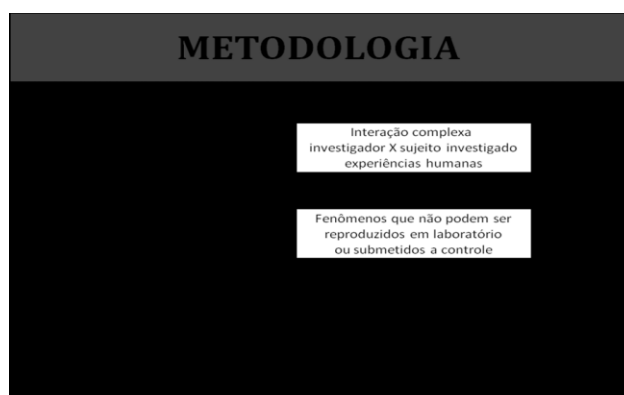 METODOLOGIA
Interação complexa
investigador X sujeito investigado
experiências humanas
Fenômenos que não podem ser
reproduzidos em laboratório
ou submetidos a controle